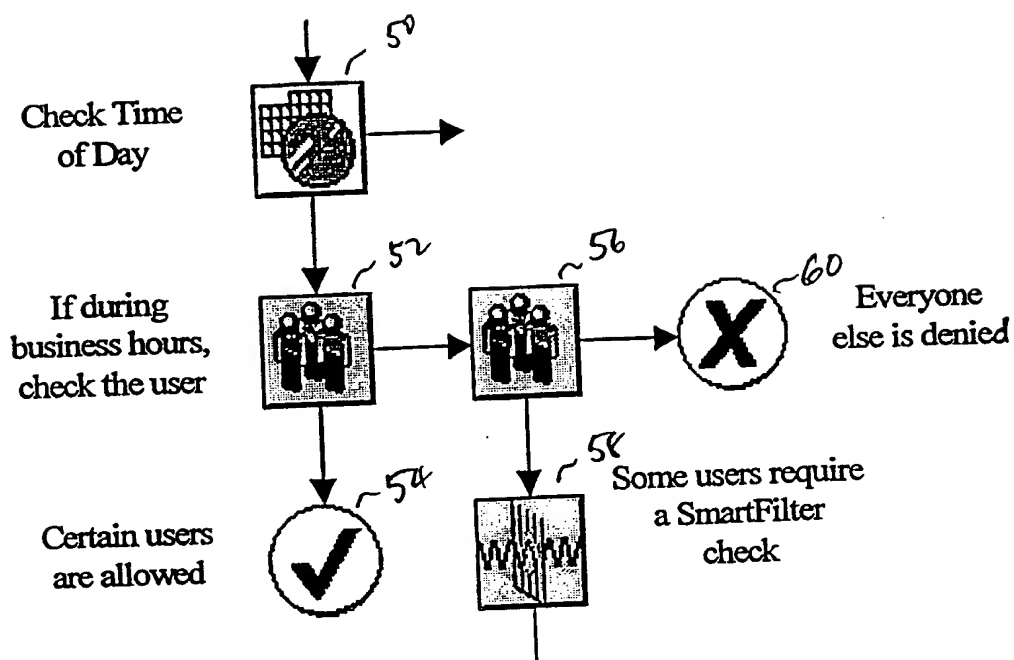 50
Check Time
of Day
52
56
60
If during
business hours,
check the user
Everyone
else is denied
54
58
Certain users
are allowed
Some users require
a SmartFilter
check